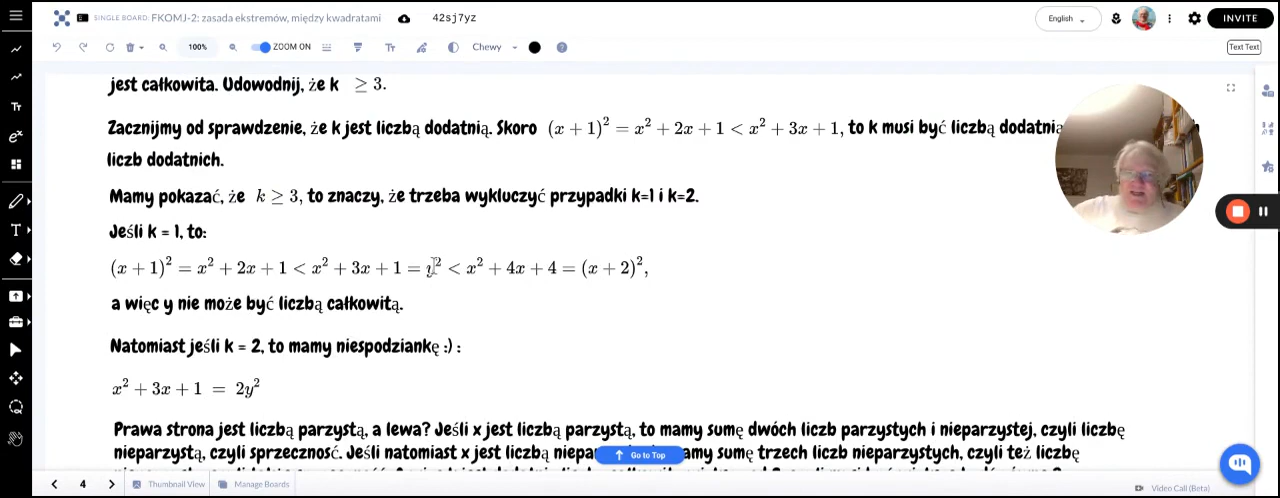 SINGLE BOARD: FKOMJ-2: zasada ekstremów, między kwadratami 42sj7yz English INVITE
100% ZOOM ON Chewy Text Text
jest całkowita. Udowodnij, że k ≥ 3.
Zacznijmy od sprawdzenie, że k jest liczbą dodatnią. Skoro (x + 1)² = x² + 2x + 1 < x² + 3x + 1, to k musi być liczbą dodatnią
liczb dodatnich.
Mamy pokazać, że k ≥ 3, to znaczy, że trzeba wykluczyć przypadki k=1 i k=2.
Jeśli k = 1, to:
(x + 1)² = x² + 2x + 1 < x² + 3x + 1 = y² < x² + 4x + 4 = (x + 2)²,
a więc y nie może być liczbą całkowitą.
Natomiast jeśli k = 2, to mamy niespodziankę :) :
x² + 3x + 1 = 2y²
Prawa strona jest liczbą parzystą, a lewa? Jeśli x jest liczbą parzystą, to mamy sumę dwóch liczb parzystych i nieparzystej, czyli liczbę
nieparzystą, czyli sprzeczność. Jeśli natomiast x jest liczbą amy sumę trzech liczb nieparzystych, czyli też liczbę
Go to Top
4 Thumbnail View Manage Boards Video Call (Beta)